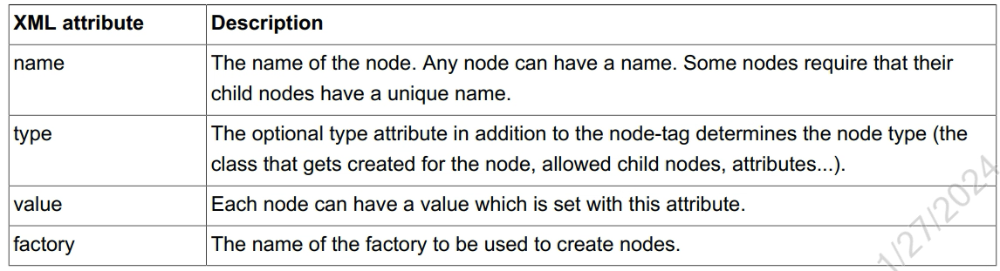 XML attribute Description
name The name of the node. Any node can have a name. Some nodes require that their
child nodes have a unique name.
type The optional type attribute in addition to the node-tag determines the node type (the
class that gets created for the node, allowed child nodes, attributes...).
value Each node can have a value which is set with this attribute.
factory The name of the factory to be used to create nodes.
1/27/2024